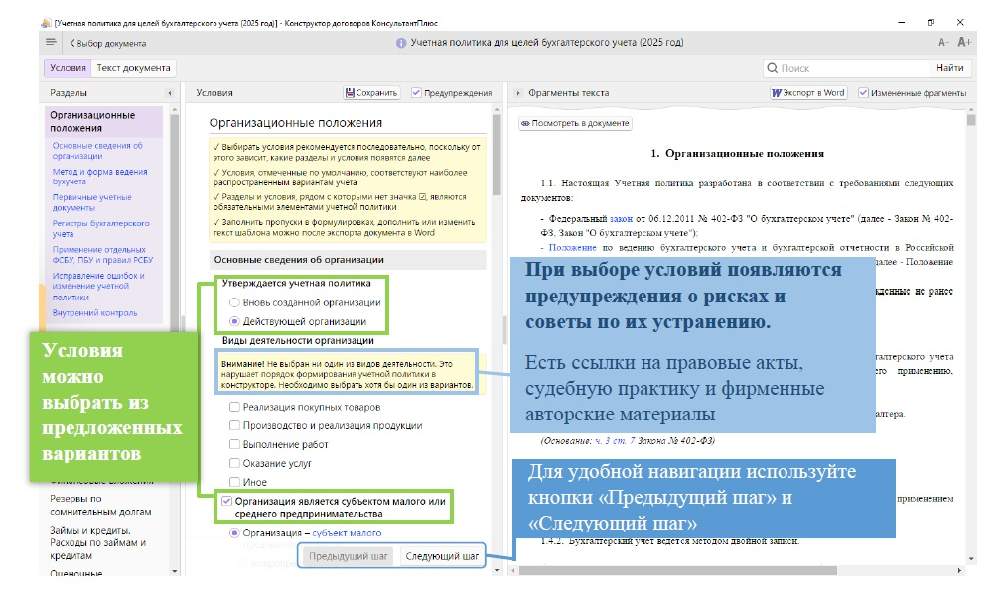 [Учетная политика для целей бухгалтерского учета (2025 год)] - Конструктор договоров КонсультантПлюс
Выбор документа
Учетная политика для целей бухгалтерского учета (2025 год)
A- A+
Условия Текст документа
Поиск
Найти
Разделы
Организационные
положения
Основные сведения об
организации
Метод и форма ведения
бухучета
Первичные учетные
документы
Регистры бухгалтерского
учета
Применение отдельных
ФСБУ, ПБУ и правил РСБУ
Исправление ошибок и
изменение учетной
политики
Внутренний контроль
Условия
можно
выбрать из
предложенных
вариантов
Резервы по
сомнительным долгам
Займы и кредиты.
Расходы по займам и
кредитам
Оценочные
Условия
Сохранить
Предупреждения
Организационные положения
✓ Выбирать условия рекомендуется последовательно, поскольку от
этого зависит, какие разделы и условия появятся далее
✓ Условия, отмеченные по умолчанию, соответствуют наиболее
распространенным вариантам учета
✓ Разделы и условия, рядом с которыми нет значка ☑, являются
обязательными элементами учетной политики
✓ Заполнить пропуски в формулировках, дополнить или изменить
текст шаблона можно после экспорта документа в Word
Основные сведения об организации
Утверждается учетная политика
Вновь созданной организации
Действующей организации
Виды деятельности организации
Внимание! Не выбран ни один из видов деятельности. Это
нарушает порядок формирования учетной политики в
конструкторе. Необходимо выбрать хотя бы один из вариантов.
Реализация покупных товаров
Производство и реализация продукции
Выполнение работ
Оказание услуг
Иное
Организация является субъектом малого или
среднего предпринимательства
Организация – субъект малого
Предыдущий шаг
Следующий шаг
Фрагменты текста
Экспорт в Word
Измененные фрагменты
Посмотреть в документе
1. Организационные положения
1.1. Настоящая Учетная политика разработана в соответствии с требованиями следующих
документов:
- Федеральный закон от 06.12.2011 № 402-ФЗ "О бухгалтерском учете" (далее - Закон № 402-
ФЗ, Закон "О бухгалтерском учете");
- Положение по ведению бухгалтерского учета и бухгалтерской отчетности в Российской
далее - Положение
При выборе условий появляются
предупреждения о рисках и
советы по их устранению.
Есть ссылки на правовые акты,
судебную практику и фирменные
авторские материалы
не ранее
учета
применению,
(Основание: ч. 3 ст. 7 Закона № 402-ФЗ)
Для удобной навигации используйте
кнопки «Предыдущий шаг» и
«Следующий шаг»
применением
1.4.2. Бухгалтерский учет ведется методом двойной записи.